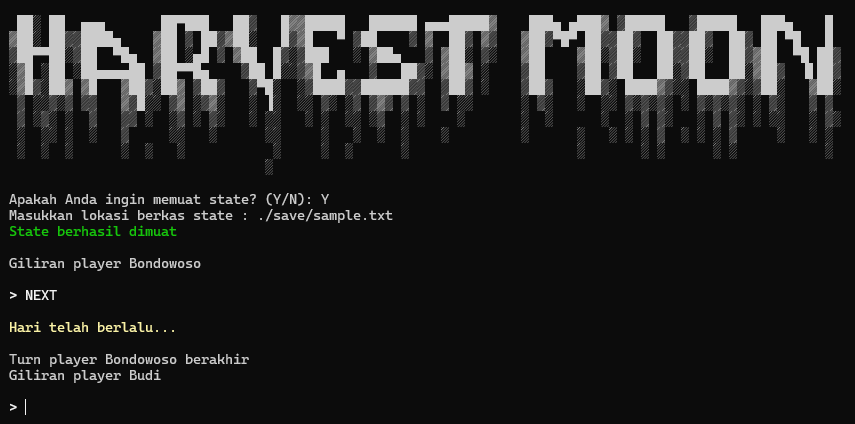 HARVEST MOON
Apakah Anda ingin memuat state? (Y/N): Y
Masukkan lokasi berkas state : ./save/sample.txt
State berhasil dimuat
Giliran player Bondowoso
> NEXT
Hari telah berlalu...
Turn player Bondowoso berakhir
Giliran player Budi
>